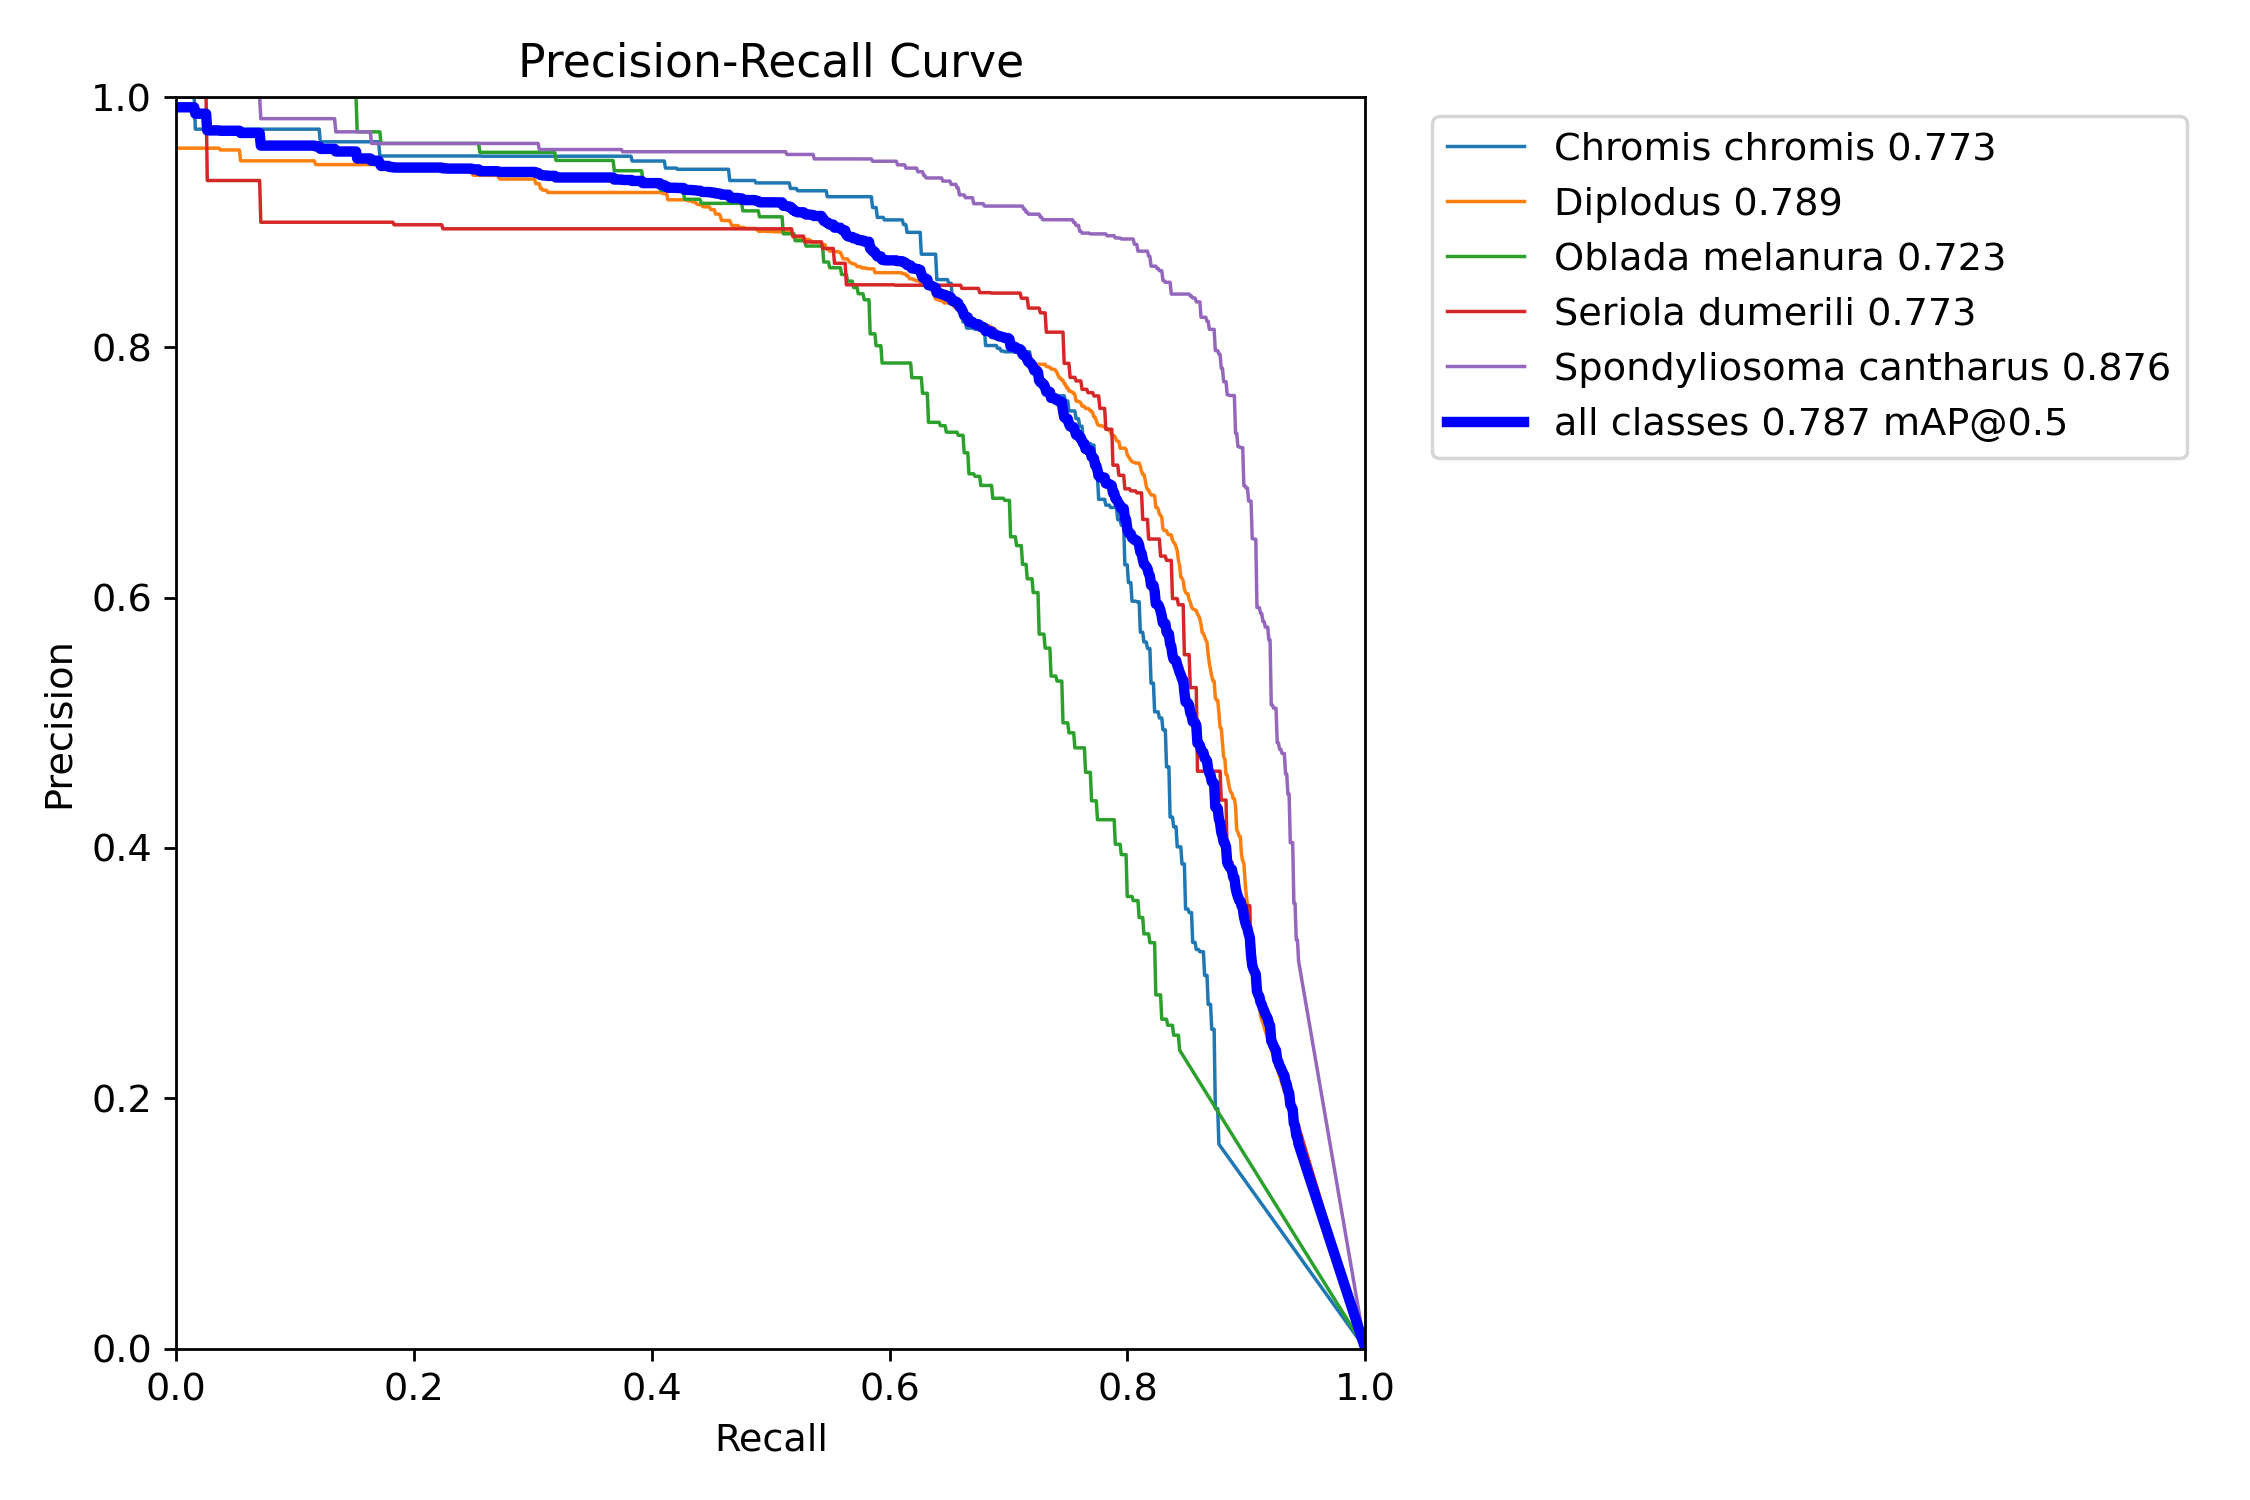 Precision-Recall Curve
1.0
0.8
0.6
0.4
0.2
0.0
Precision
0.0 0.2 0.4 0.6 0.8 1.0
Recall
Chromis chromis 0.773
Diplodus 0.789
Oblada melanura 0.723
Seriola dumerili 0.773
Spondyliosoma cantharus 0.876
all classes 0.787 mAP@0.5